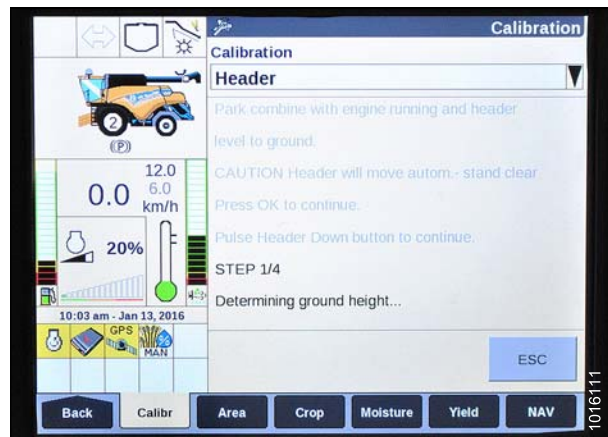 Calibration
Calibration
Header
Park combine with engine running and header
level to ground.
CAUTION Header will move autom.- stand clear
Press OK to continue.
Pulse Header Down button to continue.
STEP 1/4
Determining ground height...
2
(P)
12.0
0.0 6.0
km/h
20%
F
10:03 am - Jan 13, 2016
GPS
MAN
ESC
Back Calibr Area Crop Moisture Yield NAV
1016111